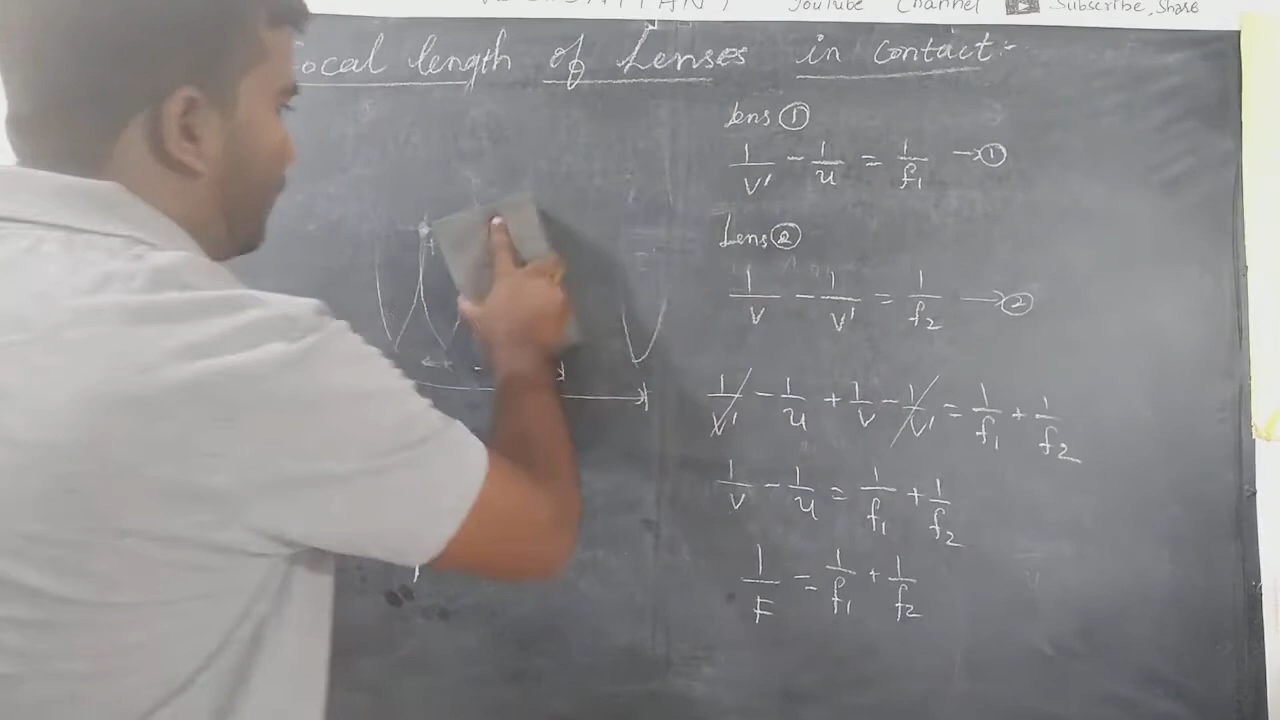 YouTube Channel Subscribe, Share
ocal length of Lenses in contact:-
lens ①
1/v' - 1/u = 1/f₁ → ①
Lens ②
1/v - 1/v' = 1/f₂ → ②
1/v' - 1/u + 1/v - 1/v' = 1/f₁ + 1/f₂
1/v - 1/u = 1/f₁ + 1/f₂
1/F = 1/f₁ + 1/f₂